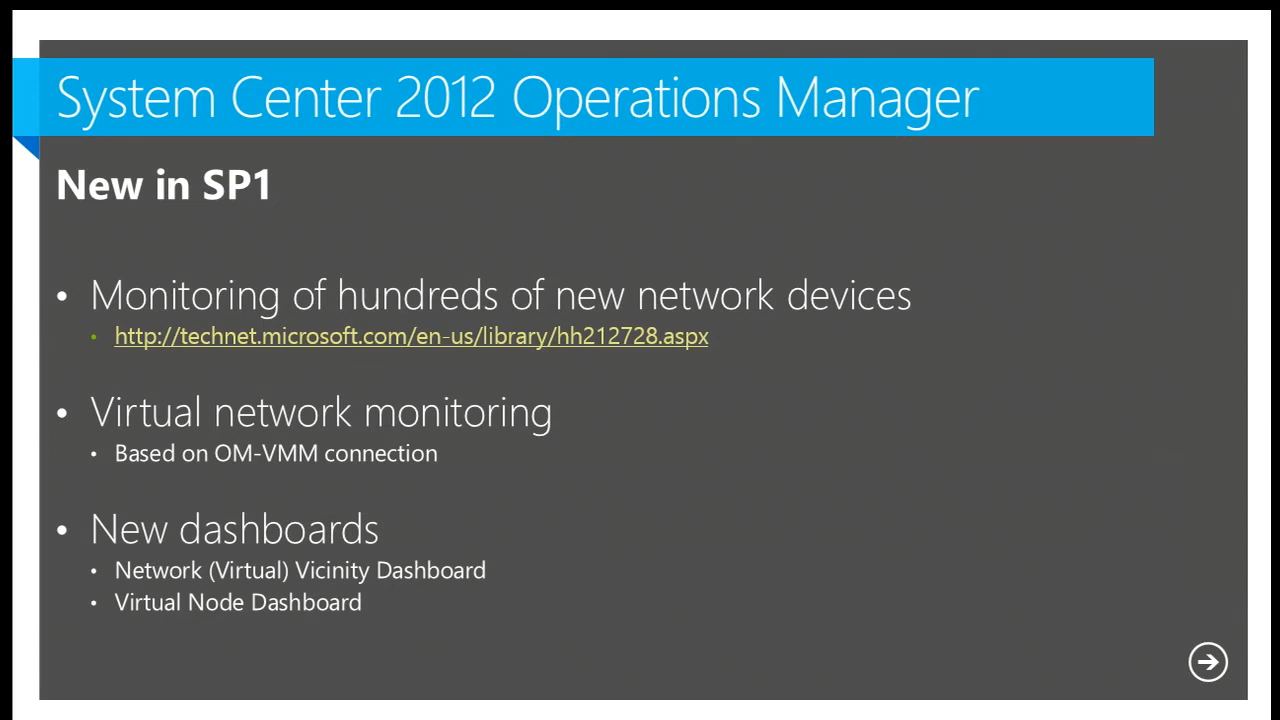 System Center 2012 Operations Manager
New in SP1
• Monitoring of hundreds of new network devices
• http://technet.microsoft.com/en-us/library/hh212728.aspx
• Virtual network monitoring
• Based on OM-VMM connection
• New dashboards
• Network (Virtual) Vicinity Dashboard
• Virtual Node Dashboard